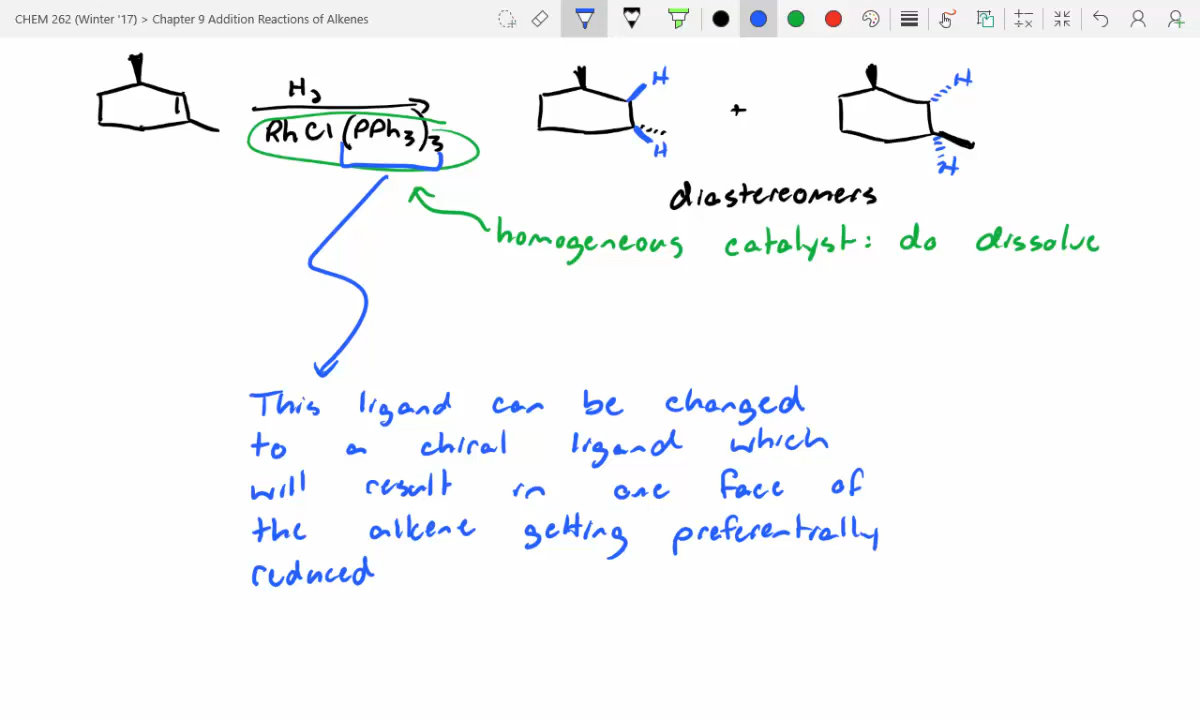 CHEM 262 (Winter '17) > Chapter 9 Addition Reactions of Alkenes
H₂
RhCl(PPh₃)₃
H
H
+
H
H
diastereomers
homogeneous catalyst: do dissolve
This ligand can be changed
to a chiral ligand which
will result in one face of
the alkene getting preferentially
reduced